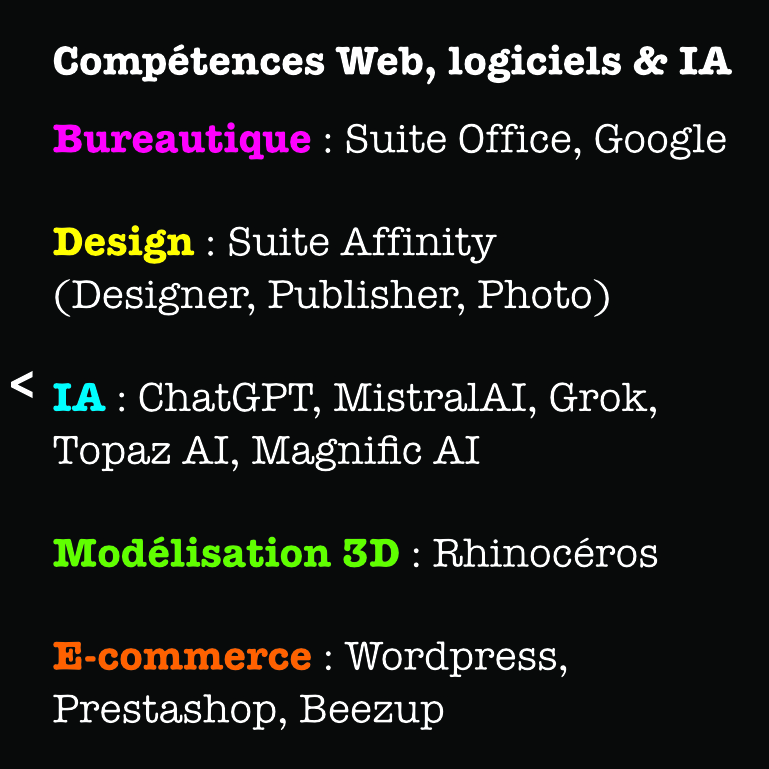 Compétences Web, logiciels & IA
Bureautique : Suite Office, Google
Design : Suite Affinity
(Designer, Publisher, Photo)
< IA : ChatGPT, MistralAI, Grok,
Topaz AI, Magnific AI
Modélisation 3D : Rhinocéros
E-commerce : Wordpress,
Prestashop, Beezup